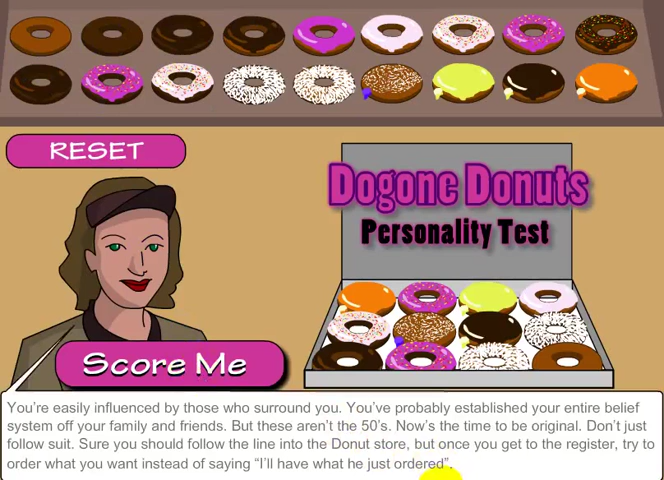 RESET
Dogone Donuts
Personality Test
Score Me
You're easily influenced by those who surround you. You've probably established your entire belief
system off your family and friends. But these aren't the 50's. Now's the time to be original. Don't just
follow suit. Sure you should follow the line into the Donut store, but once you get to the register, try to
order what you want instead of saying “I'll have what he just ordered”.